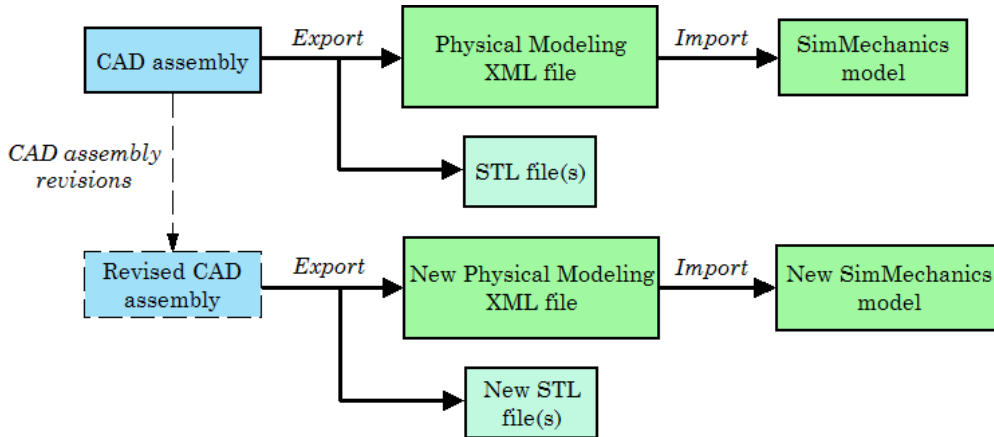 Export
Physical Modeling
XML file
Import
SimMechanics
model
CAD assembly
CAD assembly
revisions
STL file(s)
Revised CAD
assembly
Export
New Physical Modeling
XML file
Import
New SimMechanics
model
New STL
file(s)